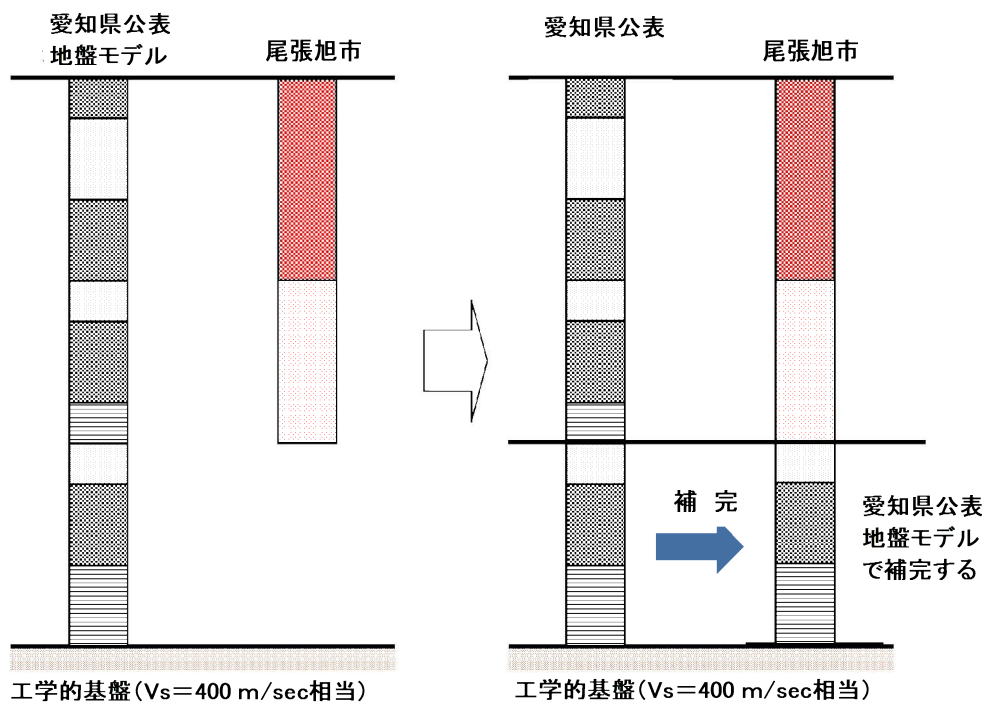 愛知県公表
地盤モデル
尾張旭市
工学的基盤(Vs=400 m/sec相当)
愛知県公表
尾張旭市
補 完
愛知県公表
地盤モデル
で補完する
工学的基盤(Vs=400 m/sec相当)